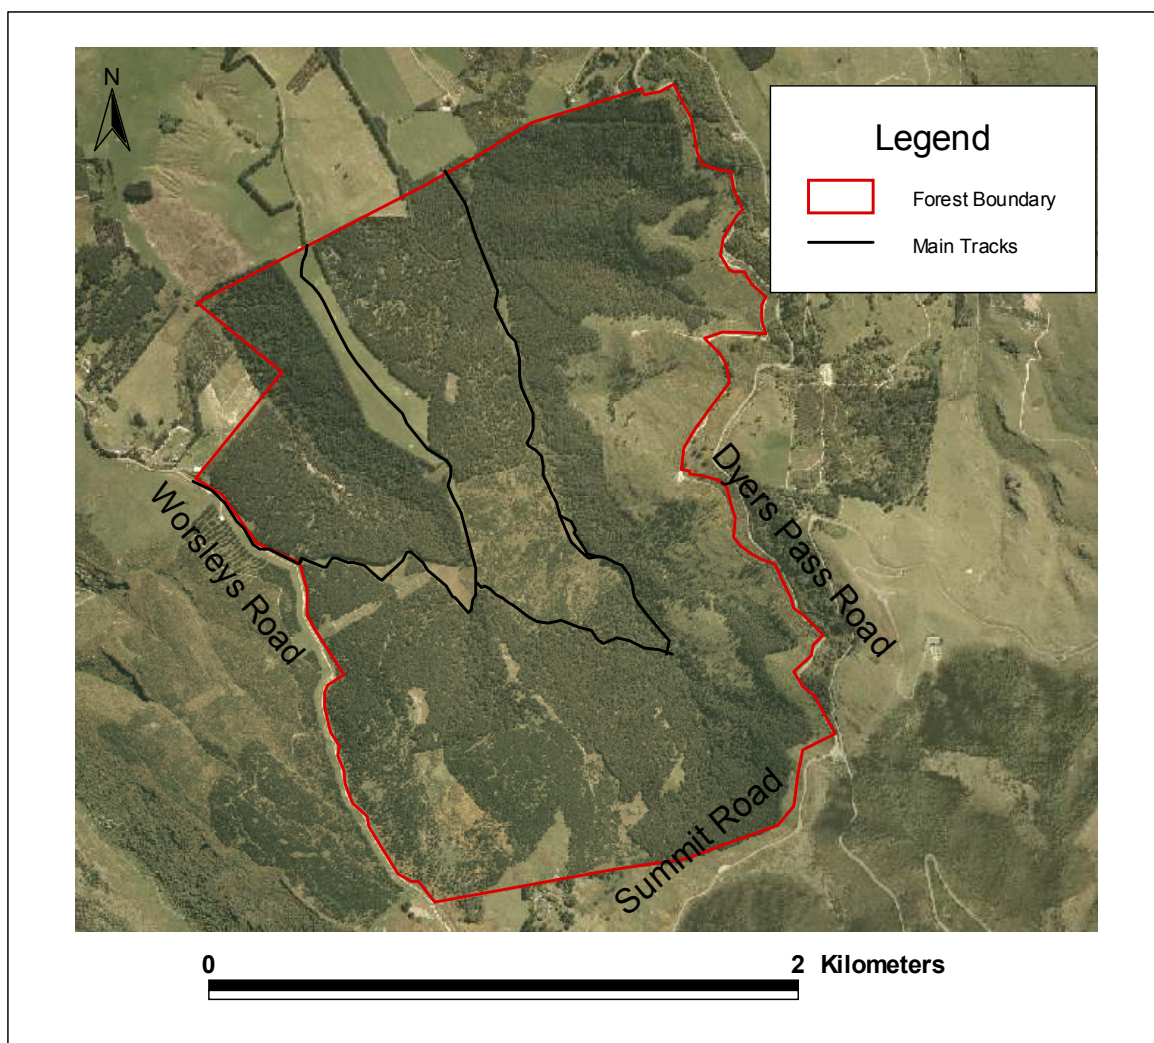 N
Legend
Forest Boundary
Main Tracks
Worsleys Road
Dyers Pass Road
Summit Road
0 2 Kilometers